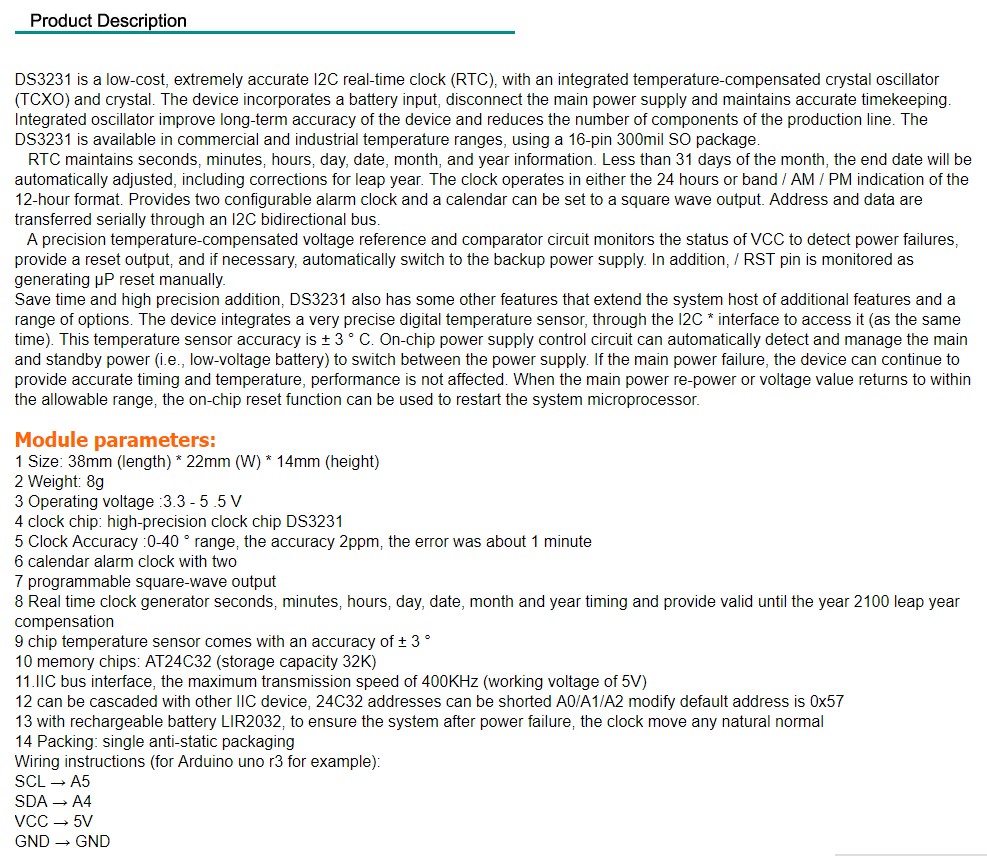 Product Description
DS3231 is a low-cost, extremely accurate I2C real-time clock (RTC), with an integrated temperature-compensated crystal oscillator
(TCXO) and crystal. The device incorporates a battery input, disconnect the main power supply and maintains accurate timekeeping.
Integrated oscillator improve long-term accuracy of the device and reduces the number of components of the production line. The
DS3231 is available in commercial and industrial temperature ranges, using a 16-pin 300mil SO package.
RTC maintains seconds, minutes, hours, day, date, month, and year information. Less than 31 days of the month, the end date will be
automatically adjusted, including corrections for leap year. The clock operates in either the 24 hours or band / AM / PM indication of the
12-hour format. Provides two configurable alarm clock and a calendar can be set to a square wave output. Address and data are
transferred serially through an I2C bidirectional bus.
A precision temperature-compensated voltage reference and comparator circuit monitors the status of VCC to detect power failures,
provide a reset output, and if necessary, automatically switch to the backup power supply. In addition, / RST pin is monitored as
generating μP reset manually.
Save time and high precision addition, DS3231 also has some other features that extend the system host of additional features and a
range of options. The device integrates a very precise digital temperature sensor, through the I2C * interface to access it (as the same
time). This temperature sensor accuracy is ± 3 ° C. On-chip power supply control circuit can automatically detect and manage the main
and standby power (i.e., low-voltage battery) to switch between the power supply. If the main power failure, the device can continue to
provide accurate timing and temperature, performance is not affected. When the main power re-power or voltage value returns to within
the allowable range, the on-chip reset function can be used to restart the system microprocessor.
Module parameters:
1 Size: 38mm (length) * 22mm (W) * 14mm (height)
2 Weight: 8g
3 Operating voltage :3.3 - 5 .5 V
4 clock chip: high-precision clock chip DS3231
5 Clock Accuracy :0-40 ° range, the accuracy 2ppm, the error was about 1 minute
6 calendar alarm clock with two
7 programmable square-wave output
8 Real time clock generator seconds, minutes, hours, day, date, month and year timing and provide valid until the year 2100 leap year
compensation
9 chip temperature sensor comes with an accuracy of ± 3 °
10 memory chips: AT24C32 (storage capacity 32K)
11.IIC bus interface, the maximum transmission speed of 400KHz (working voltage of 5V)
12 can be cascaded with other IIC device, 24C32 addresses can be shorted A0/A1/A2 modify default address is 0x57
13 with rechargeable battery LIR2032, to ensure the system after power failure, the clock move any natural normal
14 Packing: single anti-static packaging
Wiring instructions (for Arduino uno r3 for example):
SCL → A5
SDA → A4
VCC → 5V
GND → GND